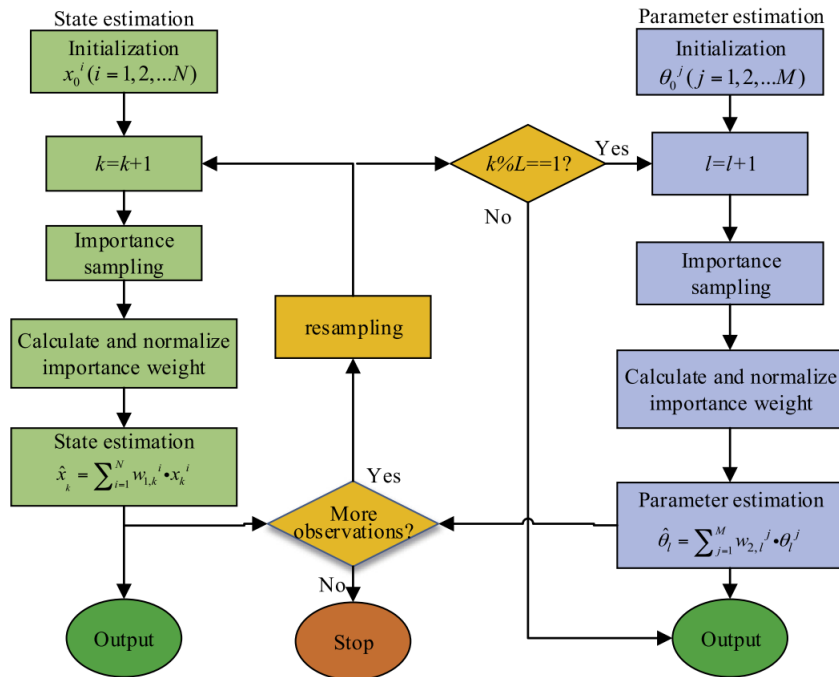 State estimation
Initialization
x₀ⁱ(i = 1,2,...N)
k=k+1
Importance
sampling
Calculate and normalize
importance weight
State estimation
x̂ₖ = ∑ᵢ₌₁ᴺ w₁,ₖⁱ•xₖⁱ
Output
resampling
Yes
More
observations?
No
Stop
k%L==1?
Yes
No
Parameter estimation
Initialization
θ₀ʲ(j = 1,2,...M)
l=l+1
Importance
sampling
Calculate and normalize
importance weight
Parameter estimation
θ̂ₗ = ∑ⱼ₌₁ᴹ w₂,ₗʲ•θₗʲ
Output